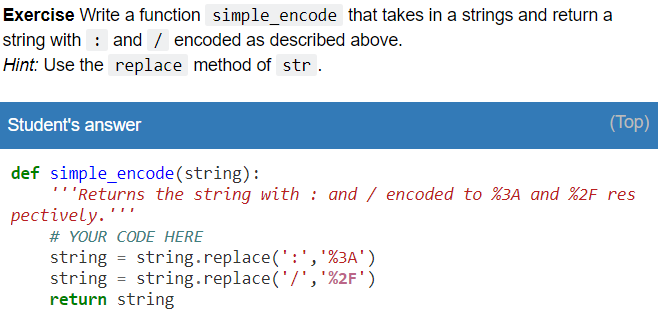 Exercise Write a function simple_encode that takes in a strings and return a
string with : and / encoded as described above.
Hint: Use the replace method of str .
Student's answer
(Top)
def simple_encode(string):
    '''Returns the string with : and / encoded to %3A and %2F res
pectively.'''
    # YOUR CODE HERE
    string = string.replace(':','%3A')
    string = string.replace('/','%2F')
    return string